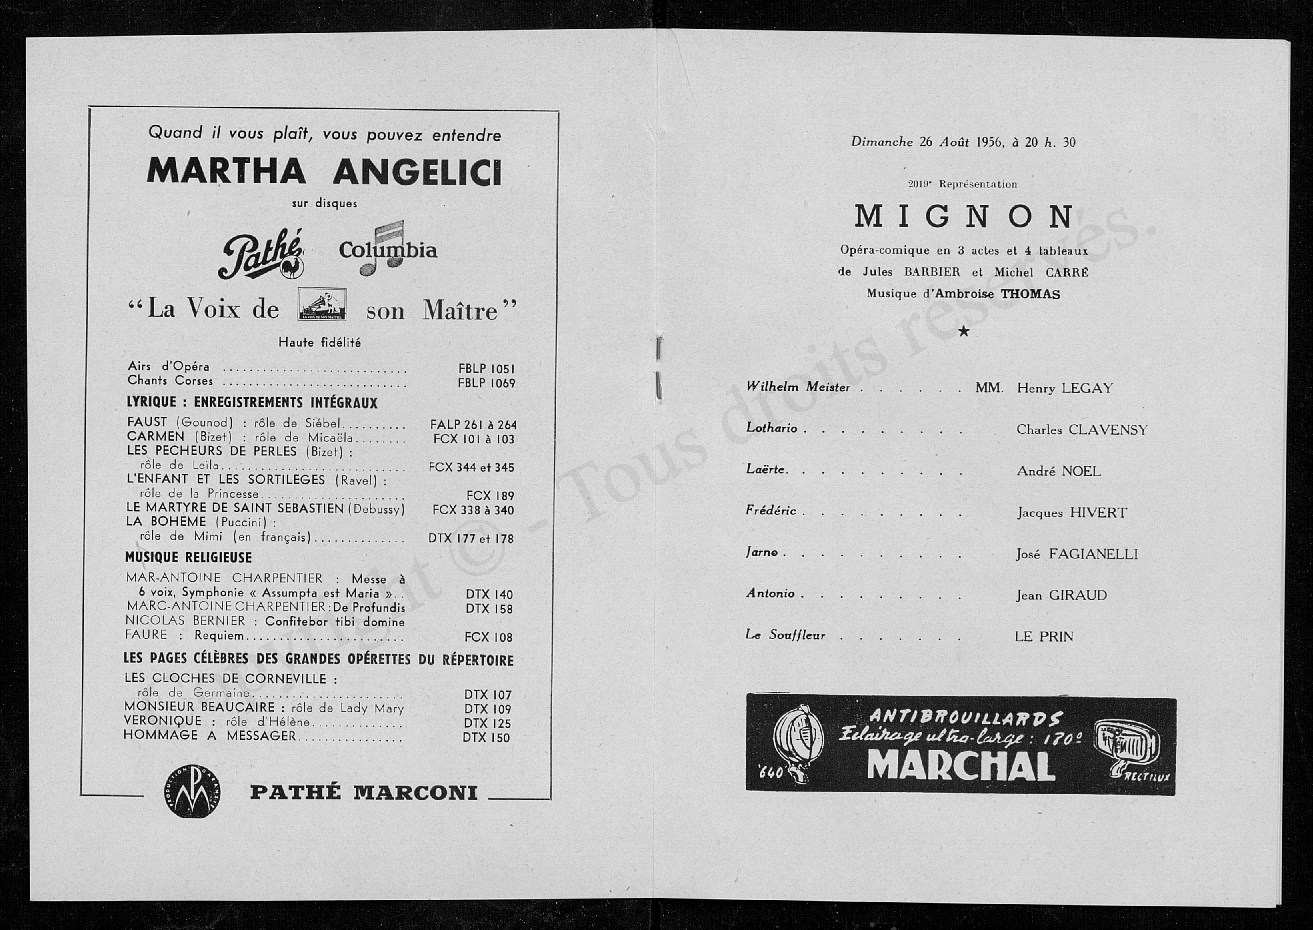 Quand il vous plaît, vous pouvez entendre
MARTHA ANGELICI
sur disques
Pathé Columbia
“La Voix de son Maître”
Haute fidélité
Airs d'Opéra .......................... FBLP 1051
Chants Corses .......................... FBLP 1069
LYRIQUE : ENREGISTREMENTS INTÉGRAUX
FAUST (Gounod) : rôle de Siébel.......... FALP 261 à 264
CARMEN (Bizet) : rôle de Micaëla........ FCX 101 à 103
LES PECHEURS DE PERLES (Bizet) :
rôle de Leila.......................... FCX 344 et 345
L'ENFANT ET LES SORTILEGES (Ravel) :
rôle de la Princesse.................... FCX 189
LE MARTYRE DE SAINT SEBASTIEN (Debussy) FCX 338 à 340
LA BOHEME (Puccini) :
rôle de Mimi (en français)............. DTX 177 et 178
MUSIQUE RELIGIEUSE
MAR-ANTOINE CHARPENTIER : Messe à
6 voix, Symphonie « Assumpta est Maria ».. DTX 140
MARC-ANTOINE CHARPENTIER : De Profundis DTX 158
NICOLAS BERNIER : Confitebor tibi domine
FAURE : Requiem...................... FCX 108
LES PAGES CÉLÈBRES DES GRANDES OPÉRETTES DU RÉPERTOIRE
LES CLOCHES DE CORNEVILLE :
rôle de Germaine..................... DTX 107
MONSIEUR BEAUCAIRE : rôle de Lady Mary DTX 109
VERONIQUE : rôle d'Hélène............. DTX 125
HOMMAGE A MESSAGER............... DTX 150
PATHÉ MARCONI
Dimanche 26 Août 1956, à 20 h. 30
2019e Représentation
MIGNON
Opéra-comique en 3 actes et 4 tableaux
de Jules BARBIER et Michel CARRÉ
Musique d'Ambroise THOMAS
Wilhelm Meister . . . . . . MM. Henry LEGAY
Lothario . . . . . . . . . Charles CLAVENSY
Laërte. . . . . . . . . . André NOEL
Frédéric . . . . . . . . . Jacques HIVERT
Jarno . . . . . . . . . . José FAGIANELLI
Antonio . . . . . . . . . Jean GIRAUD
Le Souffleur . . . . . . . LE PRIN
ANTIBROUILLARDS
Eclairage ultra-large : 170°
MARCHAL
640
RECTILUX
Copyright © - Tous droits réservés.